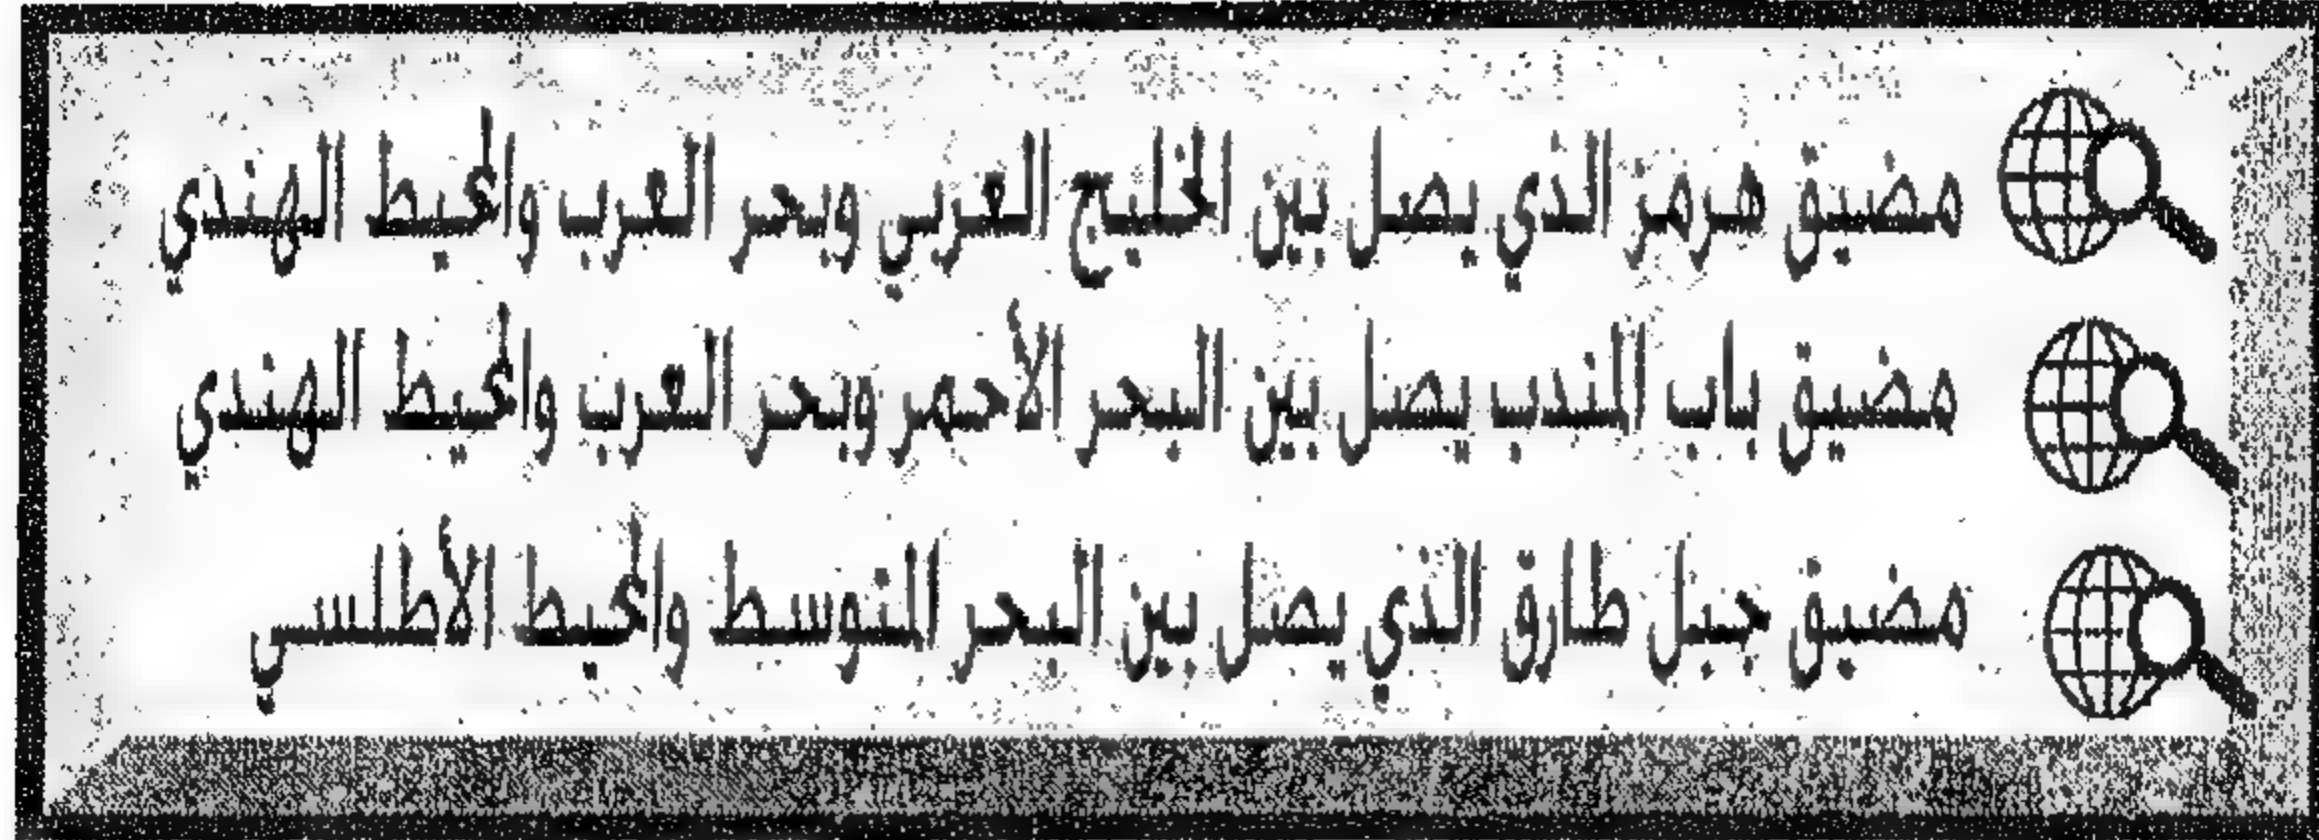 مضيق هرمز الذي يصل بين الخليج العربي وبحر العرب والمحيط الهندي
مضيق باب المندب يصل بين البحر الأحمر وبحر العرب والمحيط الهندي
مضيق جبل طارق الذي يصل بين البحر المتوسط والمحيط الأطلسي